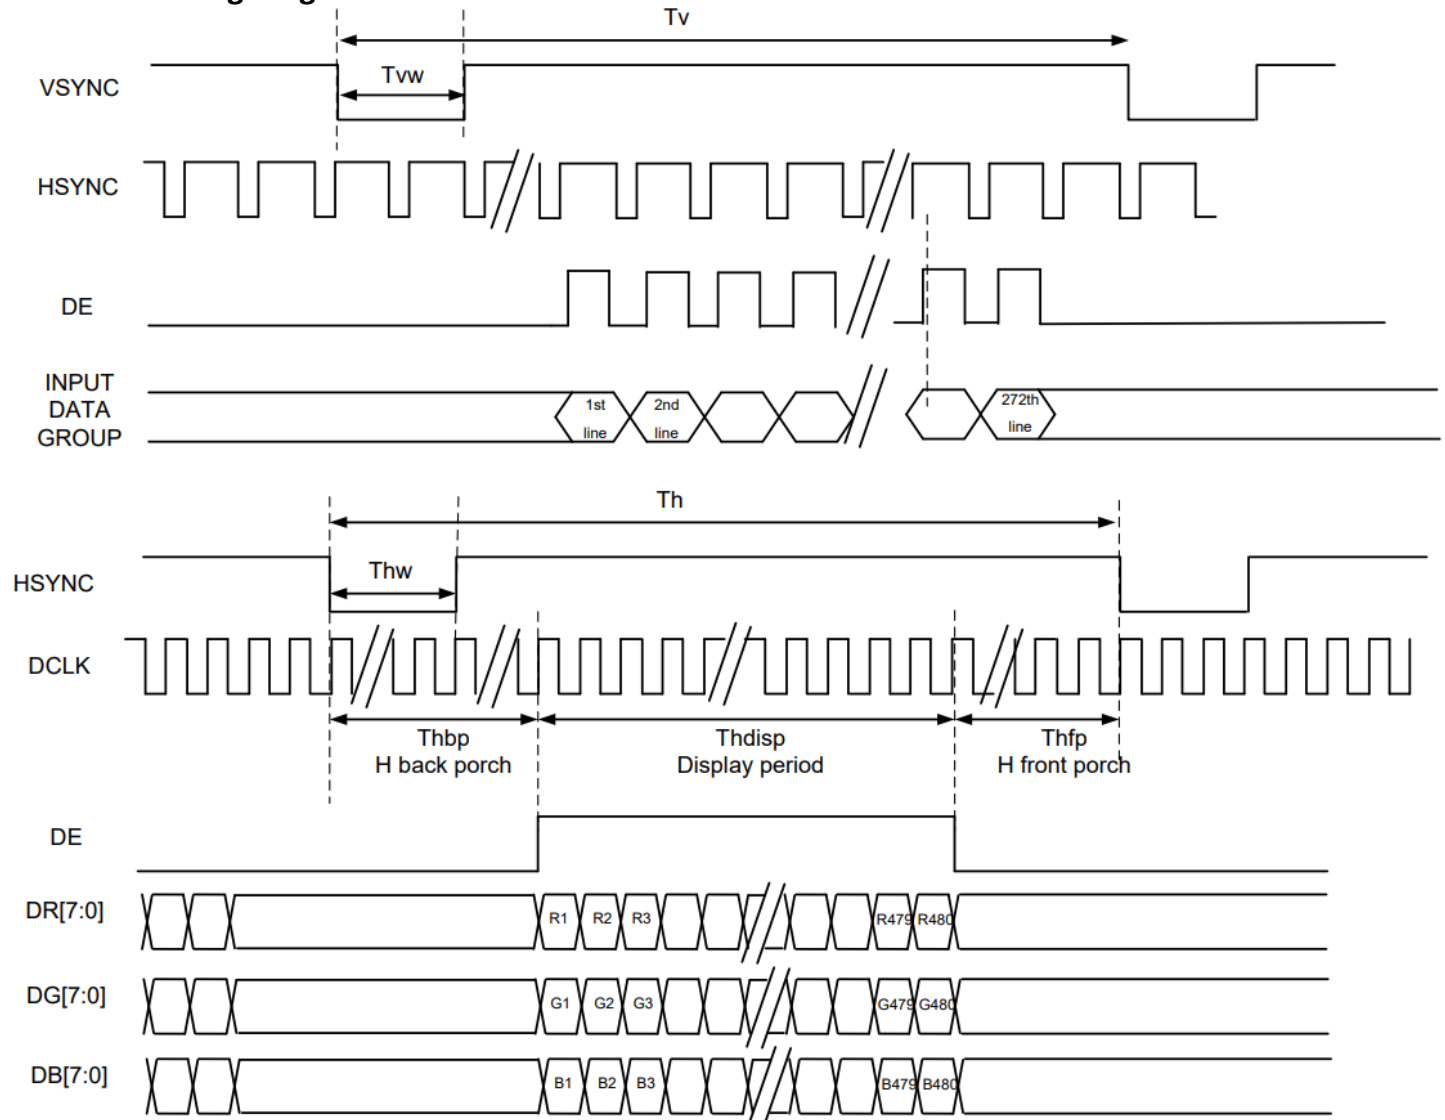 Tv
Tvw
VSYNC
HSYNC
DE
INPUT
DATA
GROUP
1st
line
2nd
line
272th
line
Th
Thw
HSYNC
DCLK
Thbp
H back porch
Thdisp
Display period
Thfp
H front porch
DE
DR[7:0]
R1 R2 R3 R479 R480
DG[7:0]
G1 G2 G3 G479 G480
DB[7:0]
B1 B2 B3 B479 B480